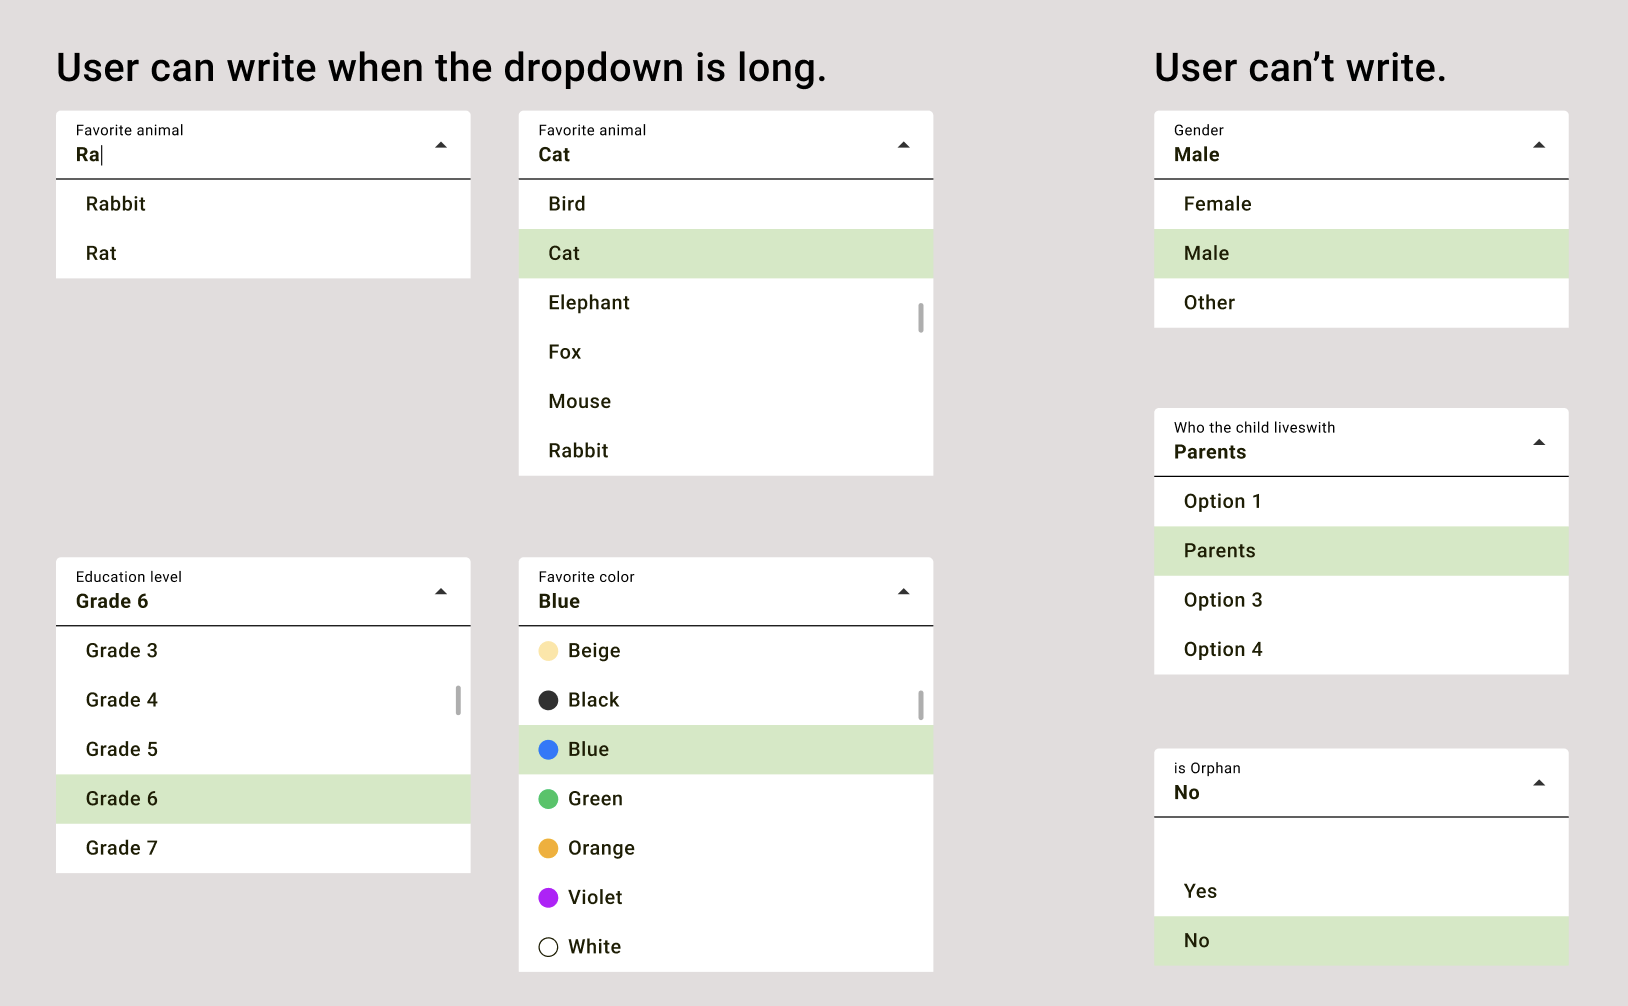 User can write when the dropdown is long.
Favorite animal
Ra
Rabbit
Rat
Favorite animal
Cat
Bird
Cat
Elephant
Fox
Mouse
Rabbit
Education level
Grade 6
Grade 3
Grade 4
Grade 5
Grade 6
Grade 7
Favorite color
Blue
Beige
Black
Blue
Green
Orange
Violet
White
User can’t write.
Gender
Male
Female
Male
Other
Who the child liveswith
Parents
Option 1
Parents
Option 3
Option 4
is Orphan
No
Yes
No